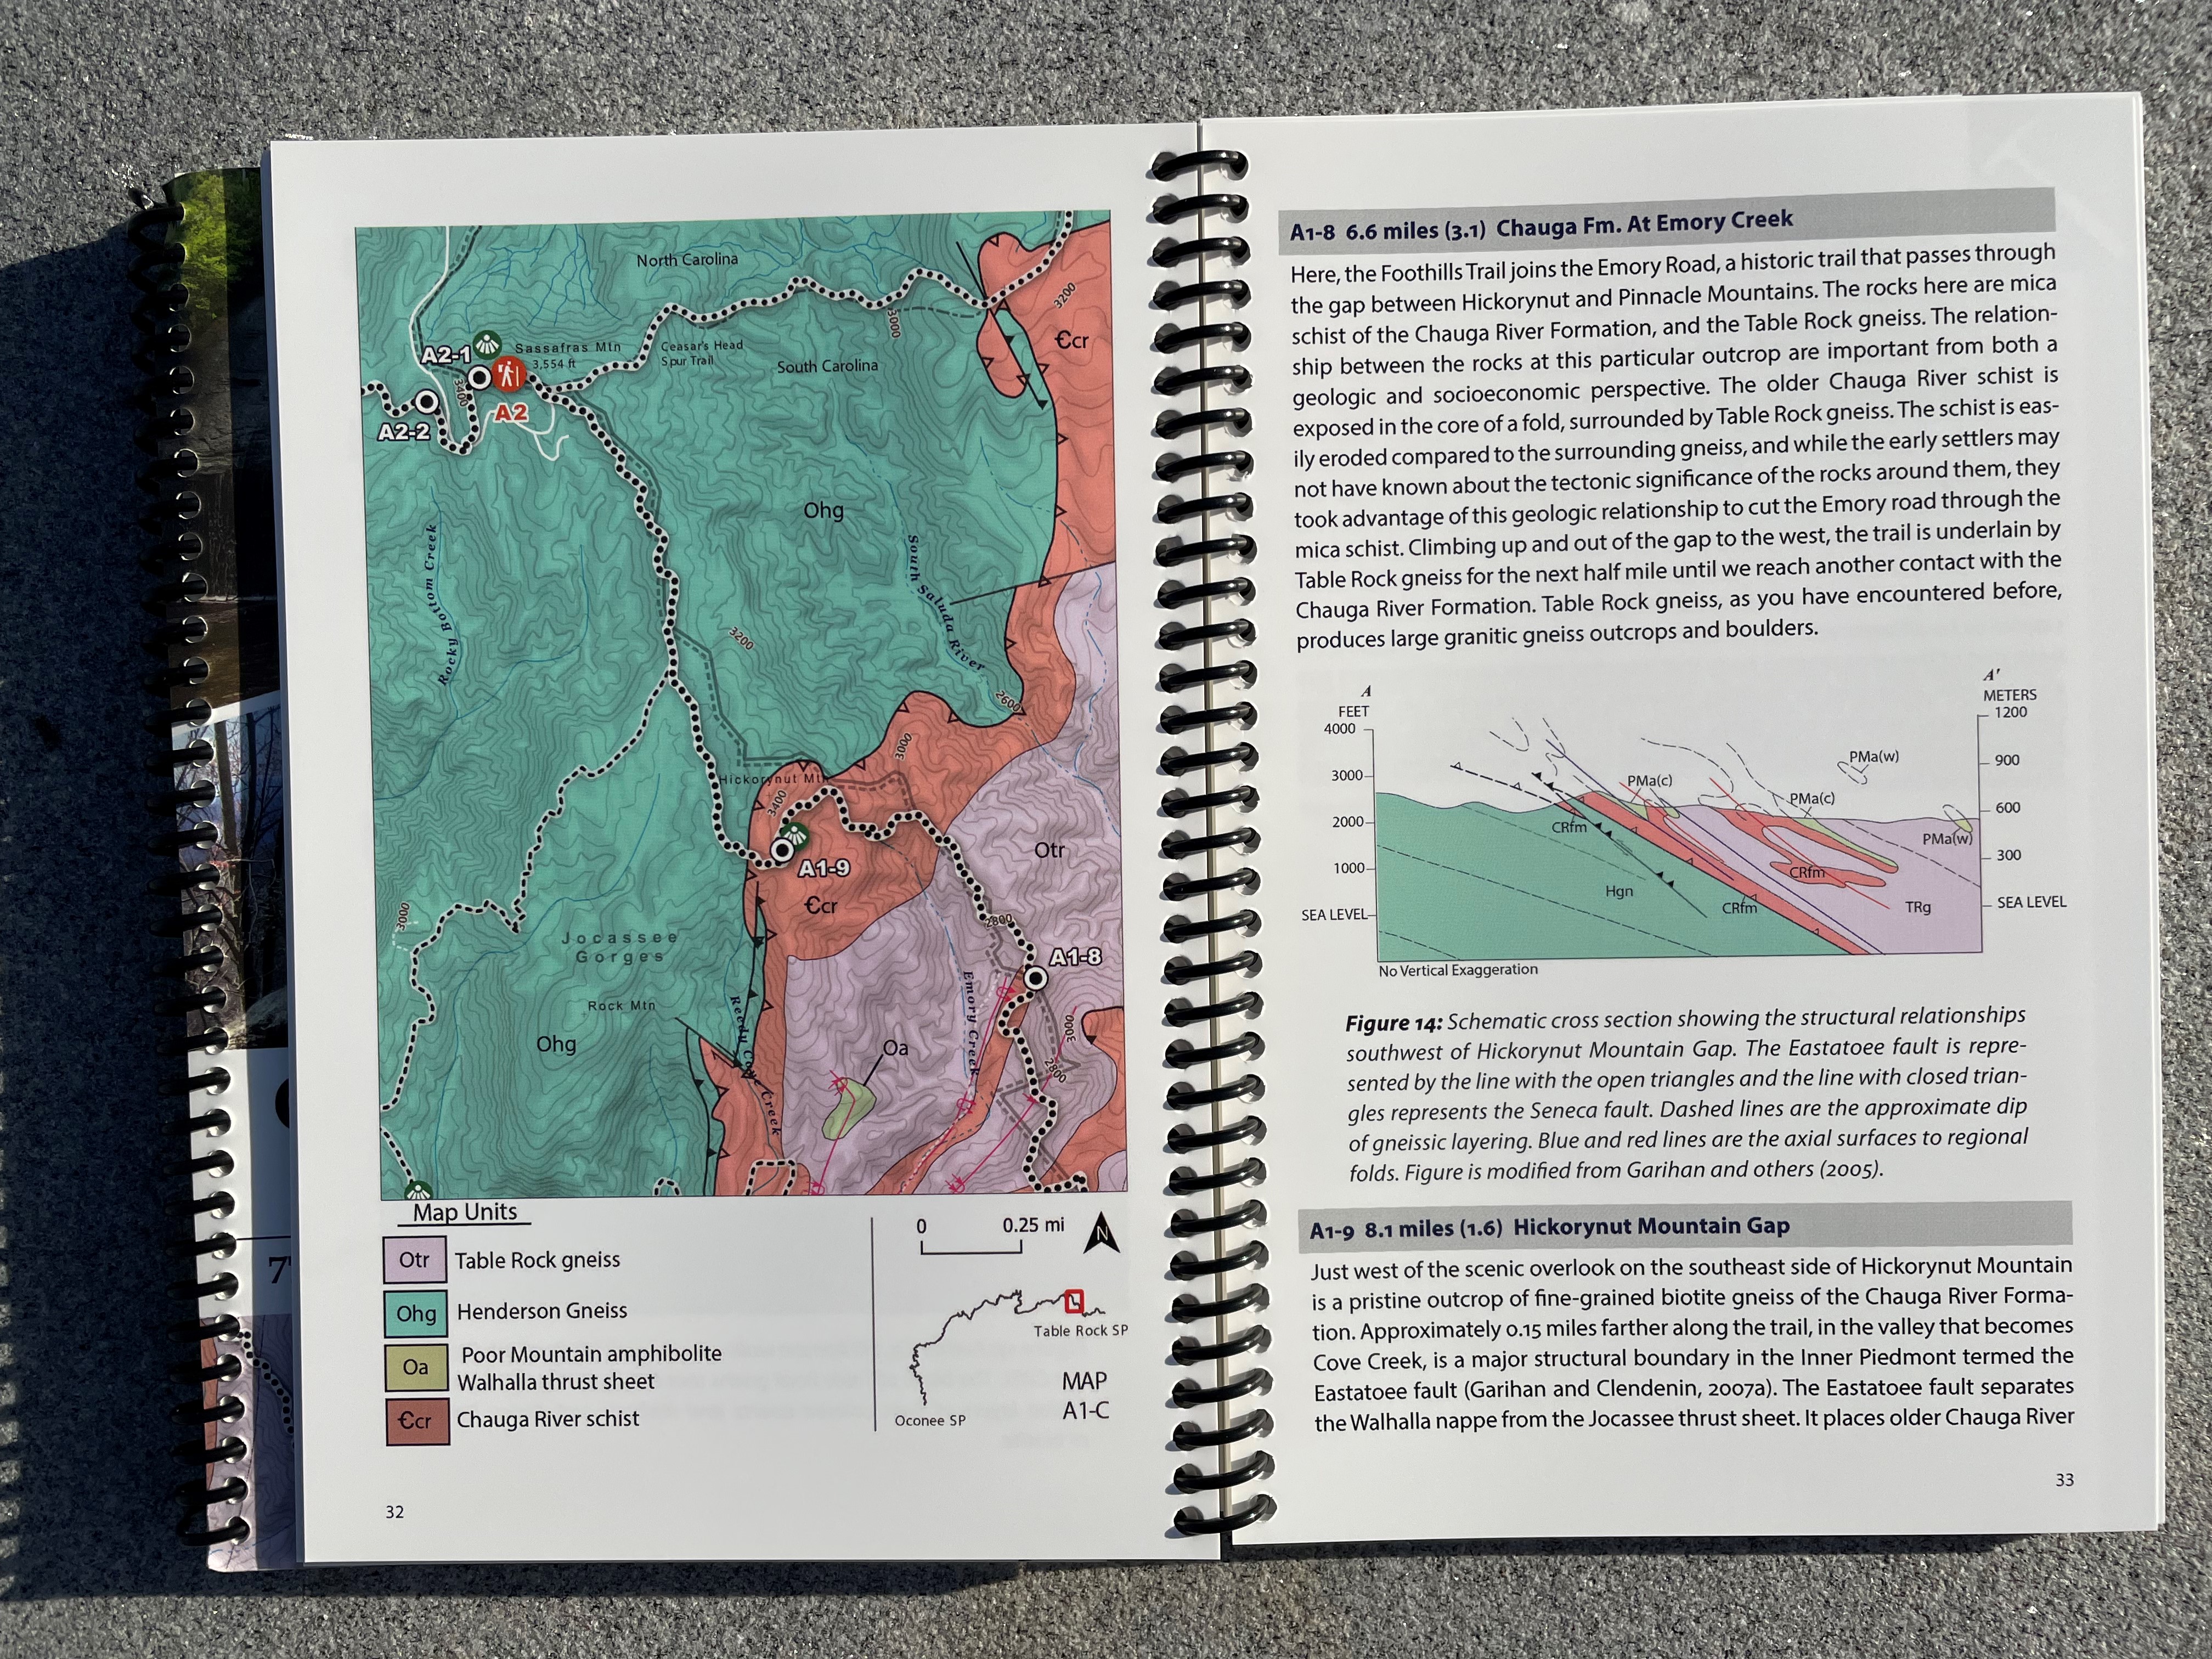 North Carolina
Єcr
3200
3000
A2-1
Sassafras Mtn
3,554 ft
Ceasar's Head
Spur Trail
South Carolina
3400
A2
A2-2
Ohg
Rocky Bottom Creek
South Saluda River
3200
2600
3000
Hickorynut Mtn
3400
Otr
A1-9
Єcr
3000
2800
Jocassee
Gorges
A1-8
Rock Mtn
Emory Creek
3000
Ohg
Oa
2800
Creek
Map Units
Otr Table Rock gneiss
Ohg Henderson Gneiss
Oa Poor Mountain amphibolite
Walhalla thrust sheet
Єcr Chauga River schist
0 0.25 mi
N
Table Rock SP
Oconee SP
MAP
A1-C
32
A1-8 6.6 miles (3.1) Chauga Fm. At Emory Creek
Here, the Foothills Trail joins the Emory Road, a historic trail that passes through
the gap between Hickorynut and Pinnacle Mountains. The rocks here are mica
schist of the Chauga River Formation, and the Table Rock gneiss. The relation-
ship between the rocks at this particular outcrop are important from both a
geologic and socioeconomic perspective. The older Chauga River schist is
exposed in the core of a fold, surrounded by Table Rock gneiss. The schist is eas-
ily eroded compared to the surrounding gneiss, and while the early settlers may
not have known about the tectonic significance of the rocks around them, they
took advantage of this geologic relationship to cut the Emory road through the
mica schist. Climbing up and out of the gap to the west, the trail is underlain by
Table Rock gneiss for the next half mile until we reach another contact with the
Chauga River Formation. Table Rock gneiss, as you have encountered before,
produces large granitic gneiss outcrops and boulders.
A
FEET
4000
3000
2000
1000
SEA LEVEL
A'
METERS
1200
900
600
300
SEA LEVEL
PMa(w)
PMa(c)
PMa(c)
CRfm
PMa(w)
CRfm
Hgn
CRfm
TRg
No Vertical Exaggeration
Figure 14: Schematic cross section showing the structural relationships
southwest of Hickorynut Mountain Gap. The Eastatoee fault is repre-
sented by the line with the open triangles and the line with closed trian-
gles represents the Seneca fault. Dashed lines are the approximate dip
of gneissic layering. Blue and red lines are the axial surfaces to regional
folds. Figure is modified from Garihan and others (2005).
A1-9 8.1 miles (1.6) Hickorynut Mountain Gap
Just west of the scenic overlook on the southeast side of Hickorynut Mountain
is a pristine outcrop of fine-grained biotite gneiss of the Chauga River Forma-
tion. Approximately 0.15 miles farther along the trail, in the valley that becomes
Cove Creek, is a major structural boundary in the Inner Piedmont termed the
Eastatoee fault (Garihan and Clendenin, 2007a). The Eastatoee fault separates
the Walhalla nappe from the Jocassee thrust sheet. It places older Chauga River
33